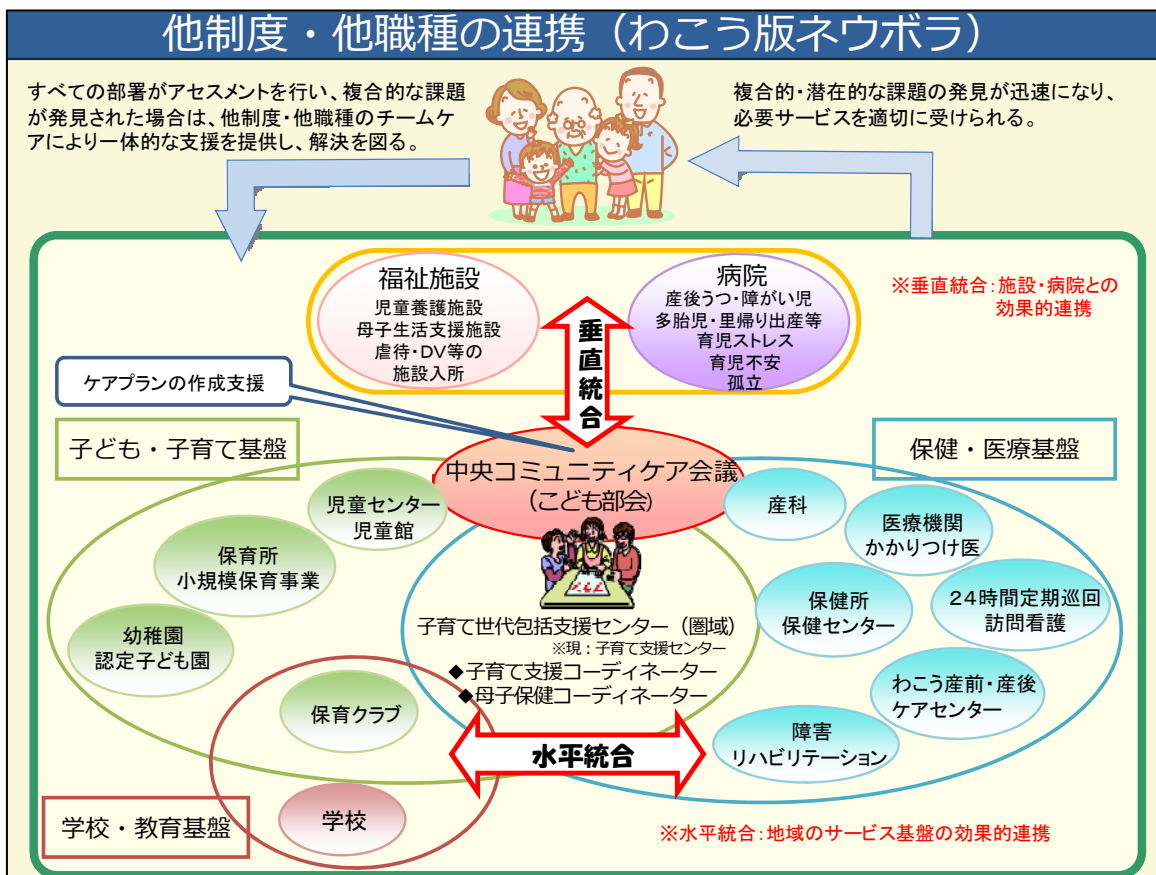 他制度・他職種の連携（わこう版ネウボラ）
すべての部署がアセスメントを行い、複合的な課題
が発見された場合は、他制度・他職種のチームケ
アにより一体的な支援を提供し、解決を図る。
複合的・潜在的な課題の発見が迅速になり、
必要サービスを適切に受けられる。
福祉施設
児童養護施設
母子生活支援施設
虐待・DV等の
施設入所
病院
産後うつ・障がい児
多胎児・里帰り出産等
育児ストレス
育児不安
孤立
※垂直統合：施設・病院との
効果的連携
垂直統合
ケアプランの作成支援
子ども・子育て基盤
保健・医療基盤
中央コミュニティケア会議
（こども部会）
児童センター
児童館
保育所
小規模保育事業
幼稚園
認定子ども園
産科
医療機関
かかりつけ医
保健所
保健センター
２４時間定期巡回
訪問看護
わこう産前・産後
ケアセンター
障害
リハビリテーション
子育て世代包括支援センター（圏域）
※現：子育て支援センター
◆子育て支援コーディネーター
◆母子保健コーディネーター
保育クラブ
水平統合
学校・教育基盤
学校
※水平統合：地域のサービス基盤の効果的連携